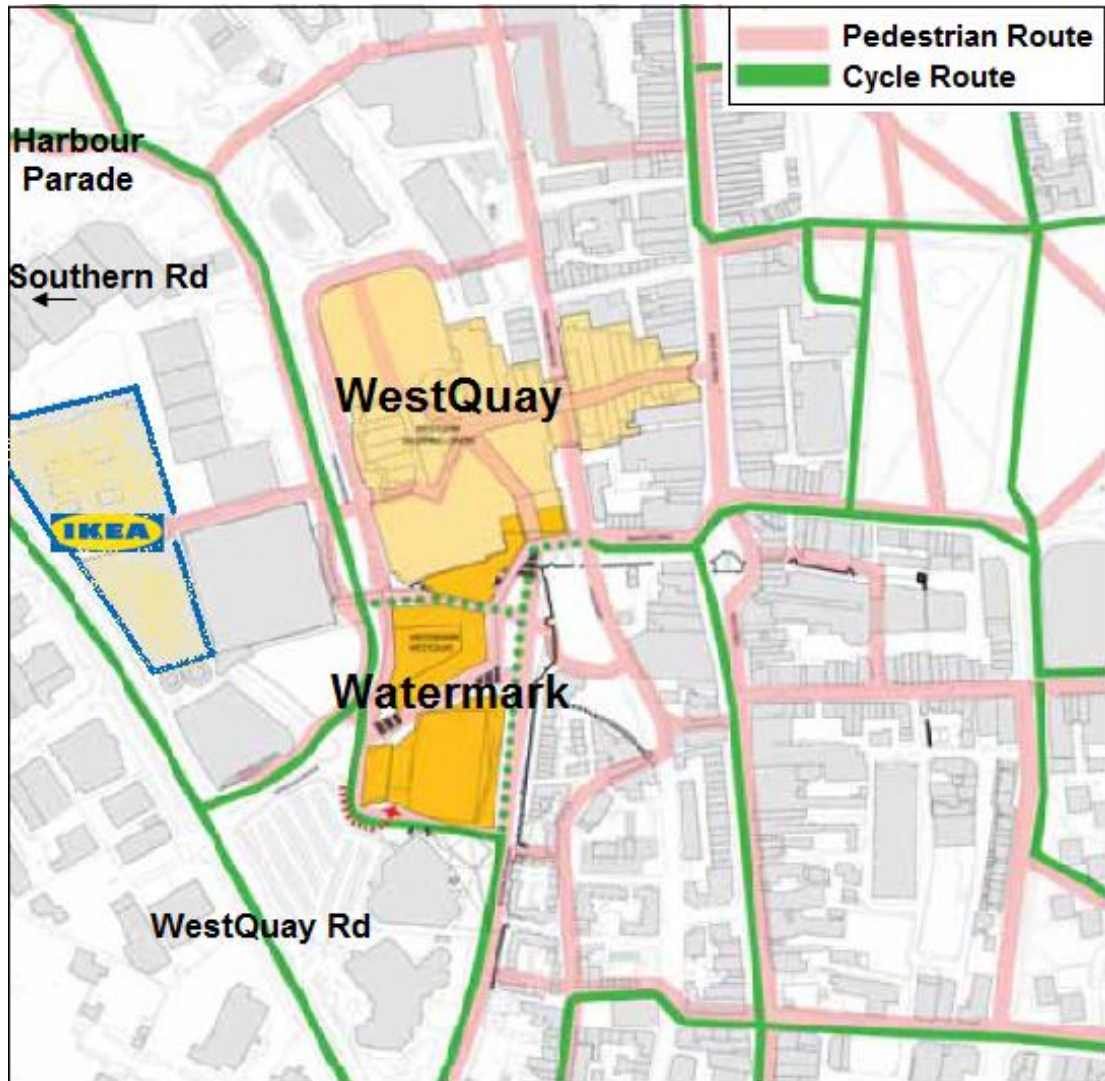 Pedestrian Route
Cycle Route
Harbour
Parade
Southern Rd
WestQuay
IKEA
Watermark
WestQuay Rd